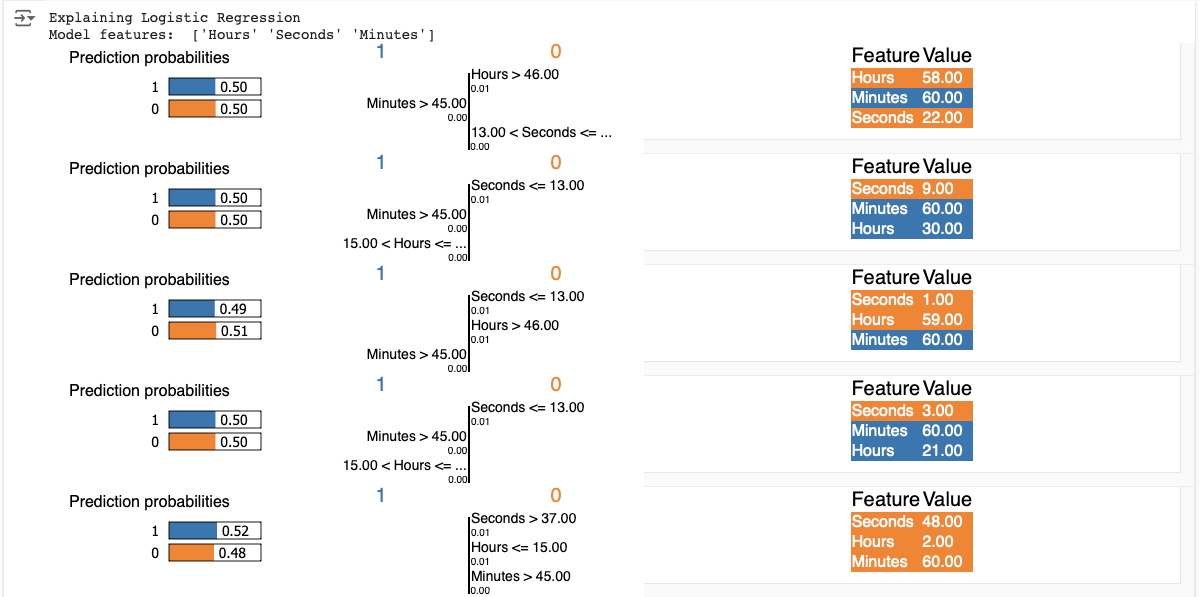 Explaining Logistic Regression
Model features:  ['Hours' 'Seconds' 'Minutes']
Prediction probabilities
1 0.50
0 0.50
1 0
Hours > 46.00
0.01
Minutes > 45.00
0.00
13.00 < Seconds <= ...
0.00
Feature Value
Hours 58.00
Minutes 60.00
Seconds 22.00
Prediction probabilities
1 0.50
0 0.50
1 0
Seconds <= 13.00
0.01
Minutes > 45.00
0.00
15.00 < Hours <= ...
0.00
Feature Value
Seconds 9.00
Minutes 60.00
Hours 30.00
Prediction probabilities
1 0.49
0 0.51
1 0
Seconds <= 13.00
0.01
Hours > 46.00
0.01
Minutes > 45.00
0.00
Feature Value
Seconds 1.00
Hours 59.00
Minutes 60.00
Prediction probabilities
1 0.50
0 0.50
1 0
Seconds <= 13.00
0.01
Minutes > 45.00
0.00
15.00 < Hours <= ...
0.00
Feature Value
Seconds 3.00
Minutes 60.00
Hours 21.00
Prediction probabilities
1 0.52
0 0.48
1 0
Seconds > 37.00
0.01
Hours <= 15.00
0.01
Minutes > 45.00
0.00
Feature Value
Seconds 48.00
Hours 2.00
Minutes 60.00